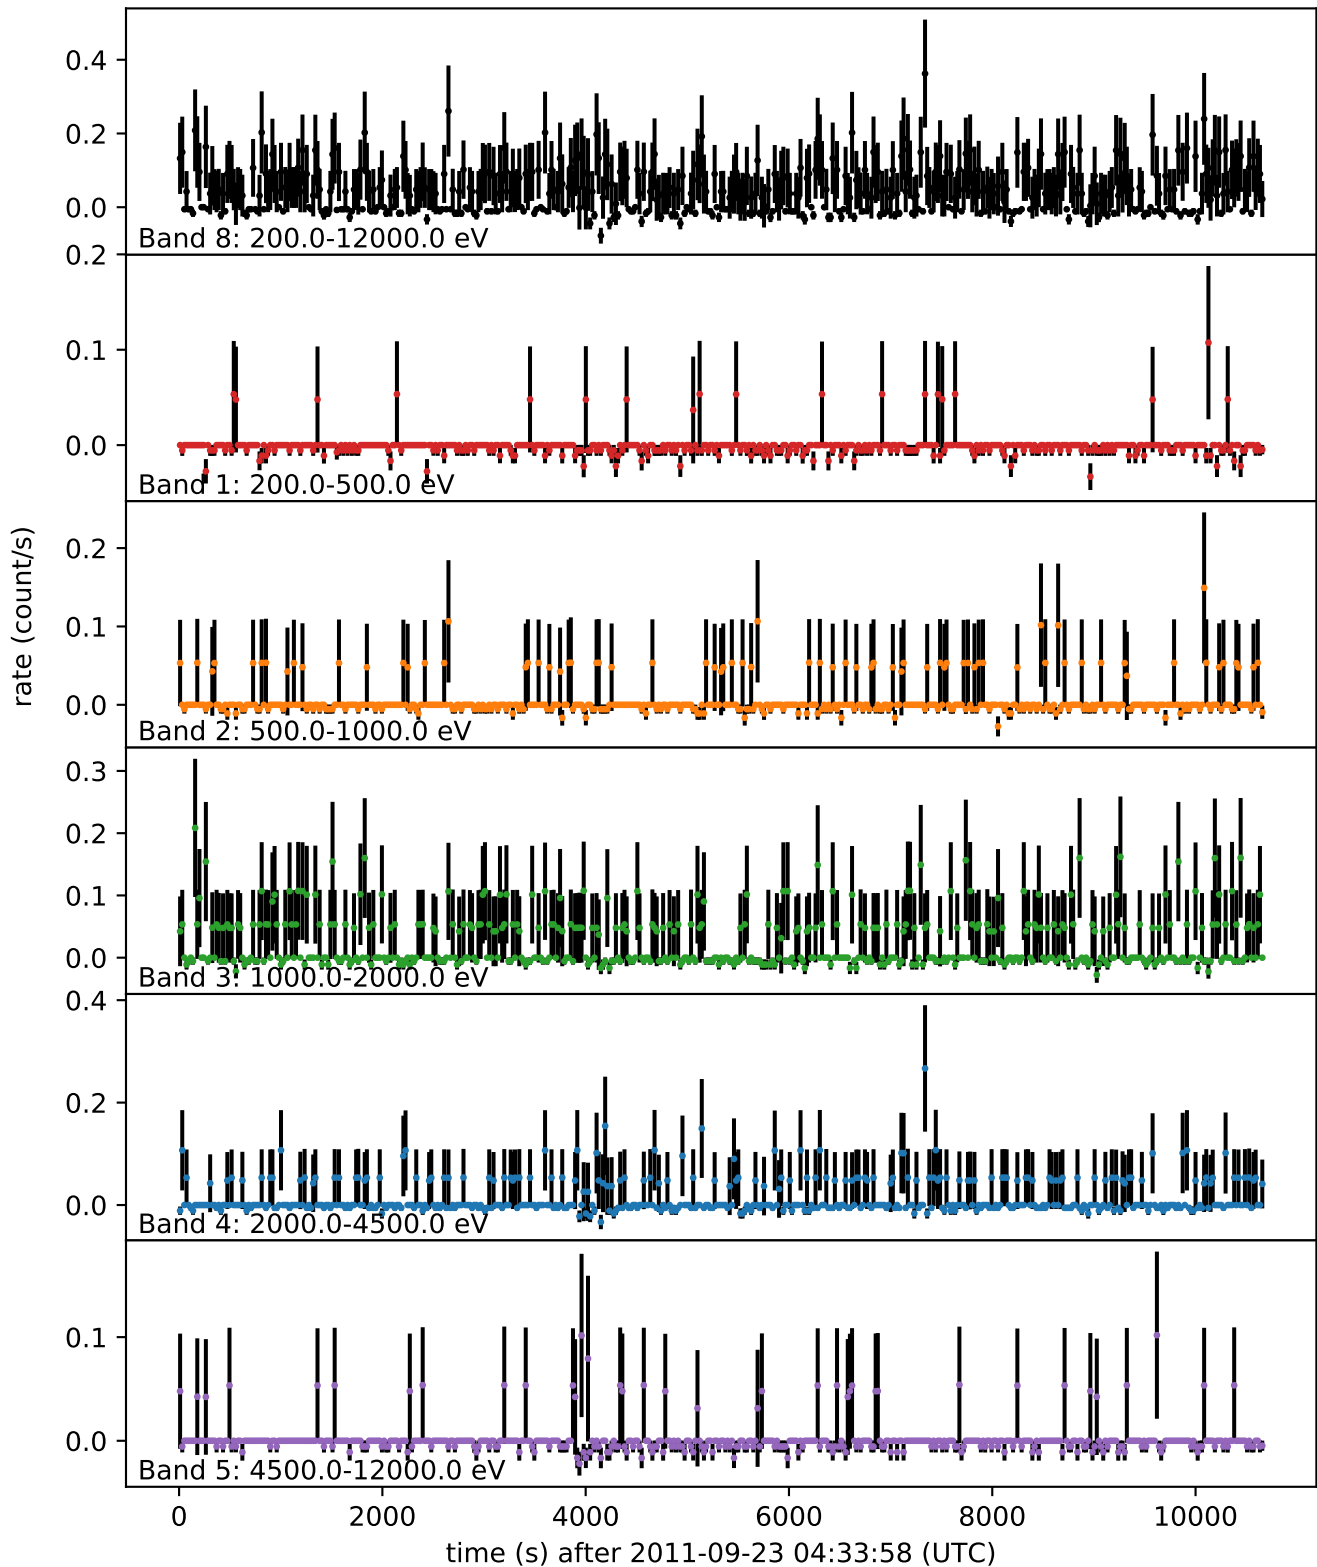 0.4
0.2
0.0
Band 8: 200.0-12000.0 eV
0.2
0.1
0.0
Band 1: 200.0-500.0 eV
0.2
0.1
0.0
Band 2: 500.0-1000.0 eV
rate (count/s)
0.3
0.2
0.1
0.0
Band 3: 1000.0-2000.0 eV
0.4
0.2
0.0
Band 4: 2000.0-4500.0 eV
0.1
0.0
Band 5: 4500.0-12000.0 eV
0 2000 4000 6000 8000 10000
time (s) after 2011-09-23 04:33:58 (UTC)